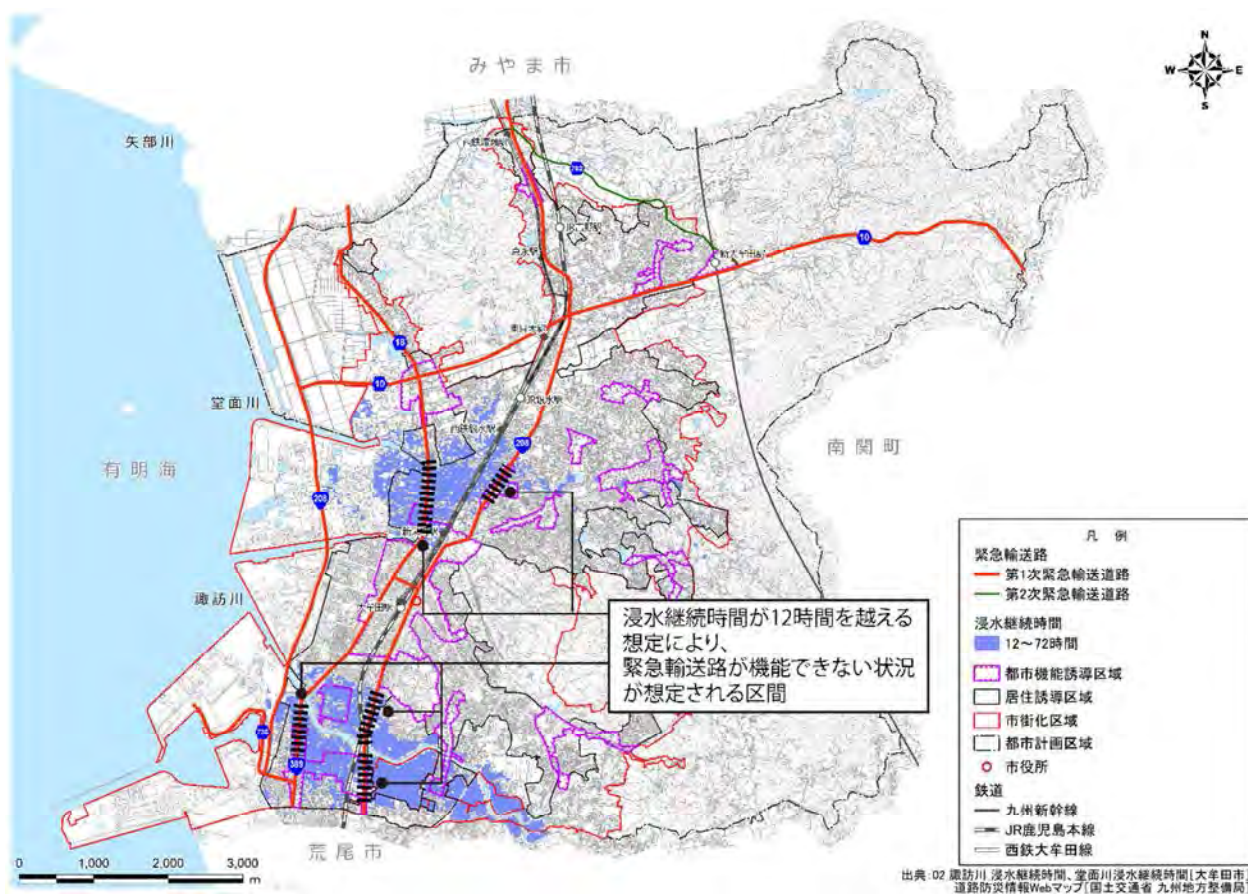 N
W
E
S
みやま市
矢部川
10
18
10
堂面川
南関町
有明海
208
208
諏訪川
大牟田駅
浸水継続時間が12時間を越える
想定により、
緊急輸送路が機能できない状況
が想定される区間
389
荒尾市
凡 例
緊急輸送路
第1次緊急輸送道路
第2次緊急輸送道路
浸水継続時間
12～72時間
都市機能誘導区域
居住誘導区域
市街化区域
都市計画区域
市役所
鉄道
九州新幹線
JR鹿児島本線
西鉄大牟田線
0 1,000 2,000 3,000
m
出典:02 諏訪川 浸水継続時間、堂面川浸水継続時間[大牟田市]
道路防災情報Webマップ[国土交通省 九州地方整備局]